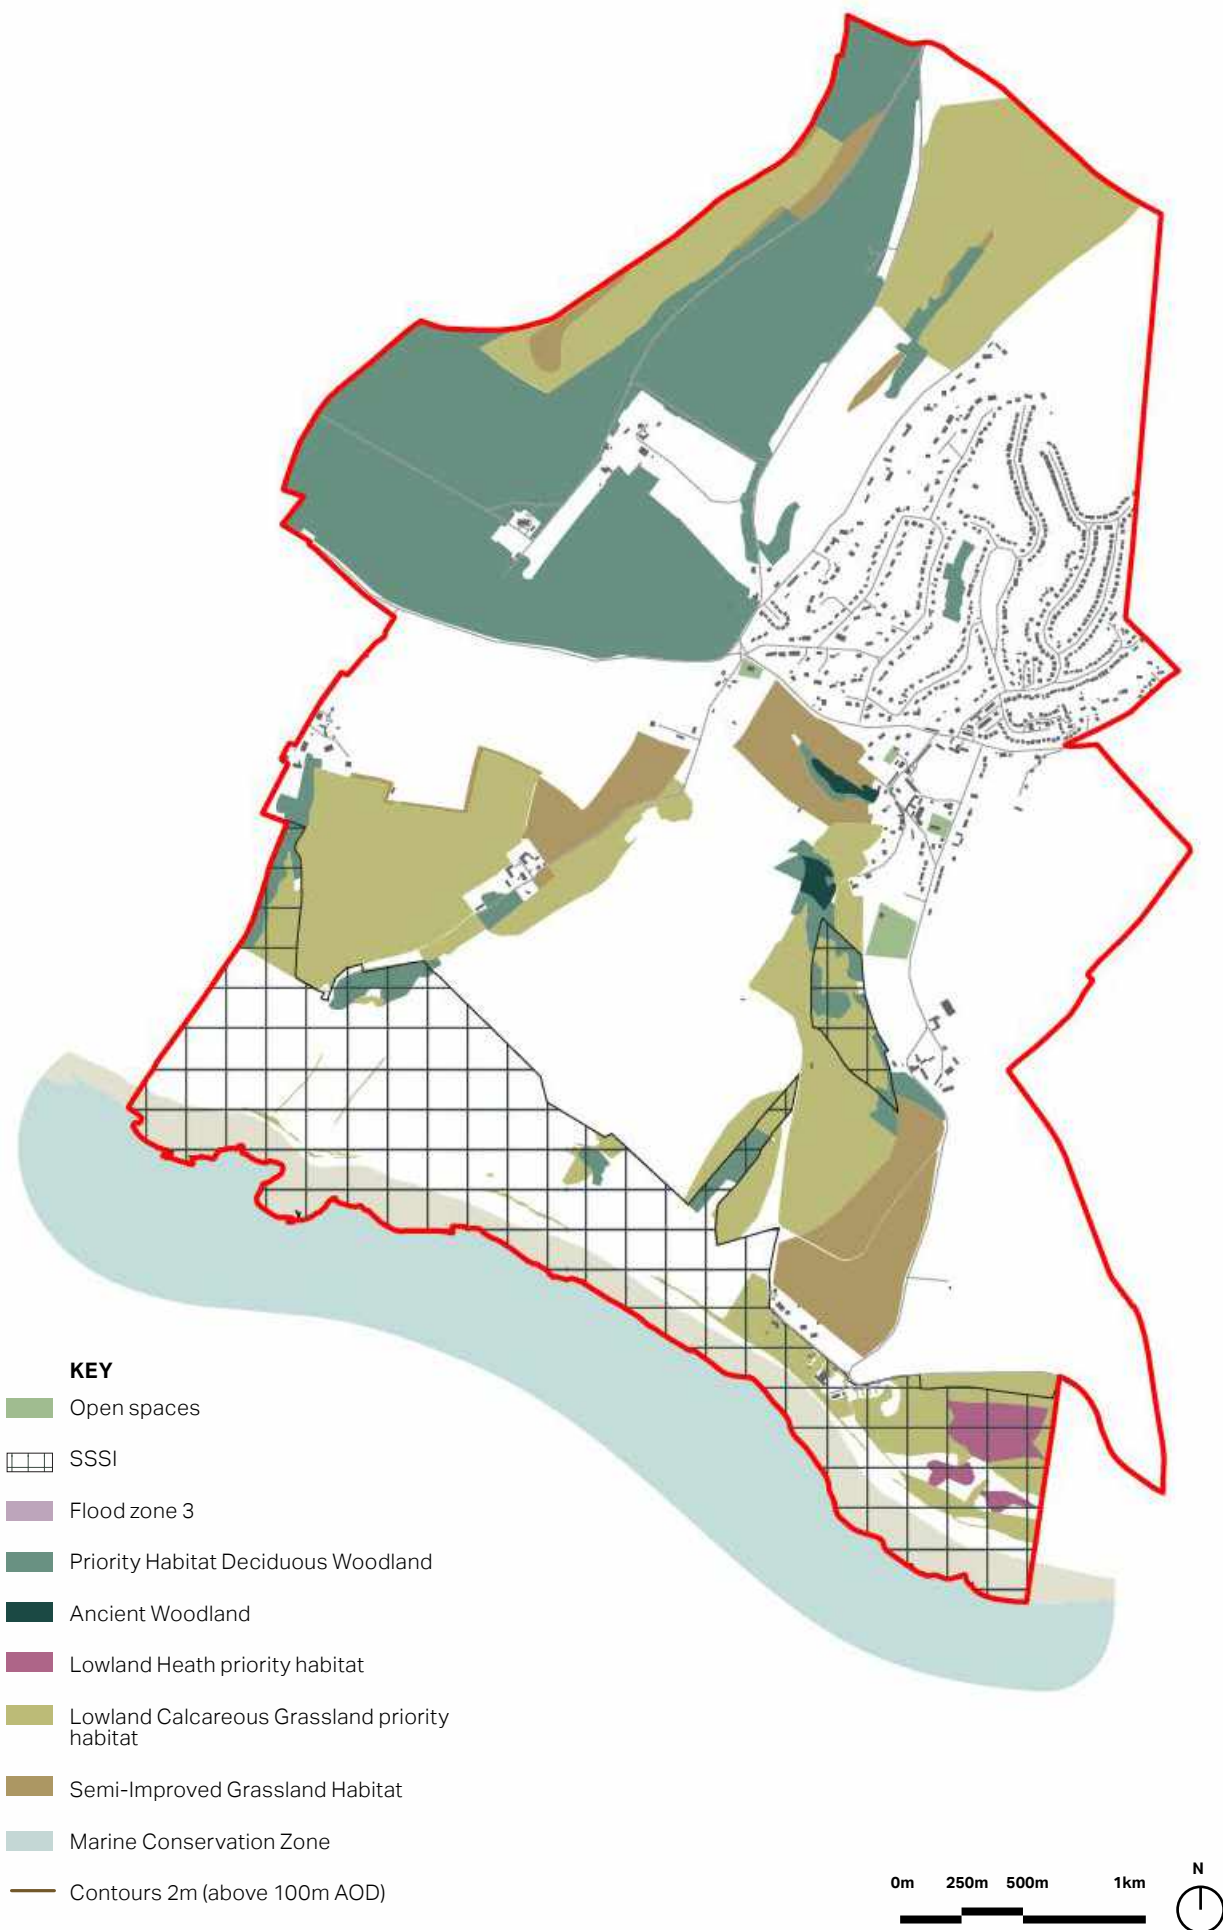 KEY
Open spaces
SSSI
Flood zone 3
Priority Habitat Deciduous Woodland
Ancient Woodland
Lowland Heath priority habitat
Lowland Calcareous Grassland priority
habitat
Semi-Improved Grassland Habitat
Marine Conservation Zone
Contours 2m (above 100m AOD)
0m 250m 500m 1km
N